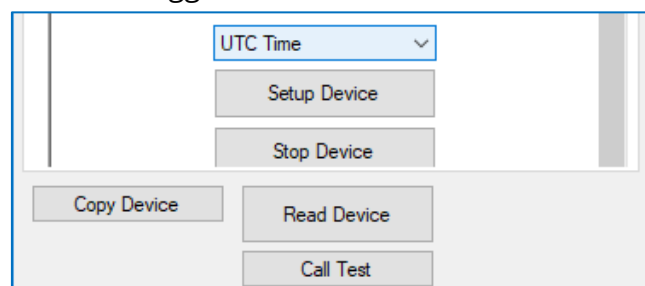 UTC Time
Setup Device
Stop Device
Copy Device
Read Device
Call Test